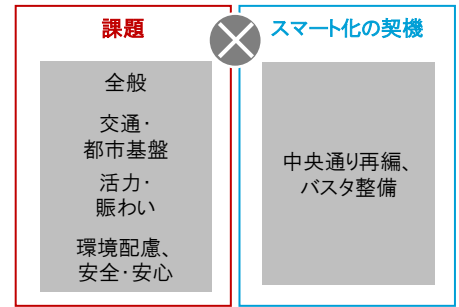 課題
全般
交通・
都市基盤
活力・
賑わい
環境配慮、
安全・安心
スマート化の契機
中央通り再編、
バスタ整備